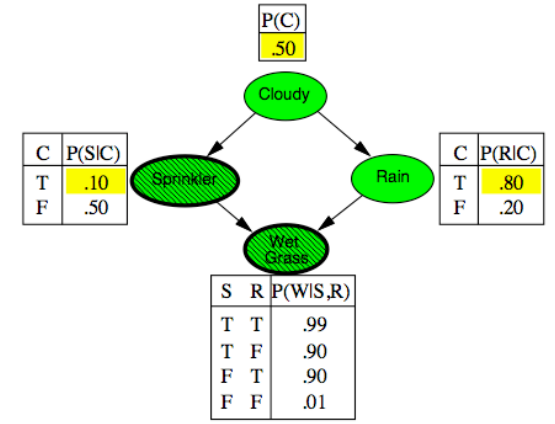 P(C)
.50
Cloudy
C P(S|C)
T .10
F .50
Sprinkler
Rain
C P(R|C)
T .80
F .20
Wet
Grass
S R P(W|S,R)
T T .99
T F .90
F T .90
F F .01